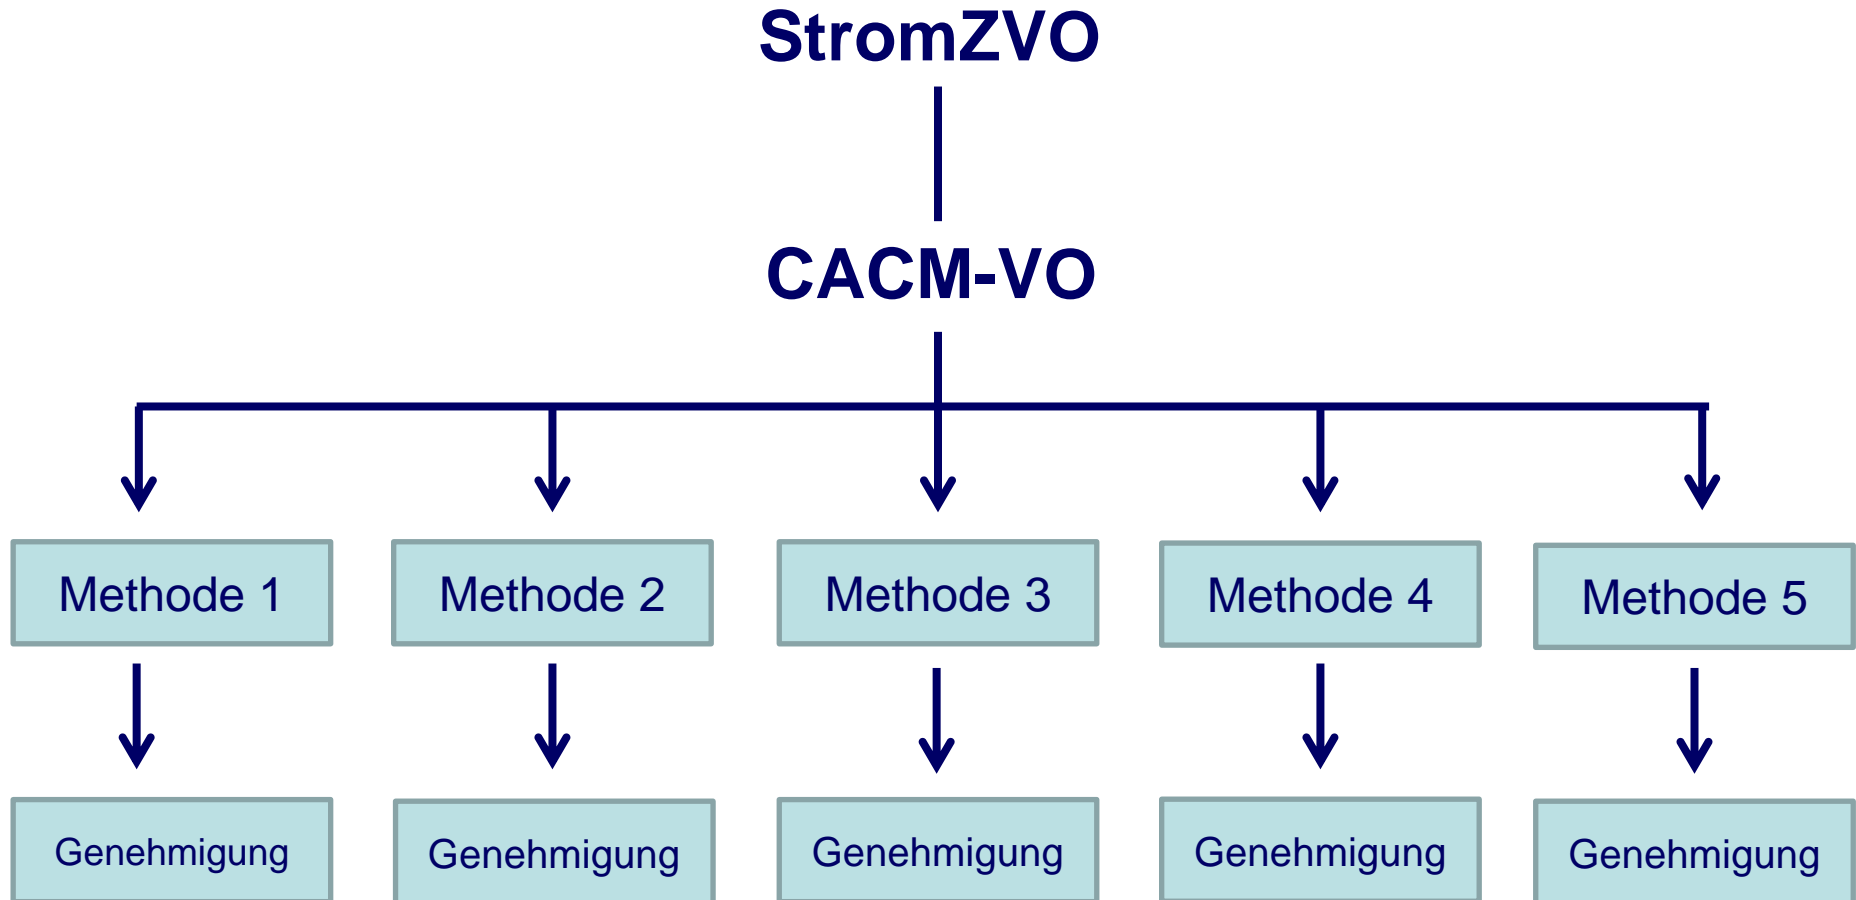 StromZVO
CACM-VO
Methode 1
Methode 2
Methode 3
Methode 4
Methode 5
Genehmigung
Genehmigung
Genehmigung
Genehmigung
Genehmigung